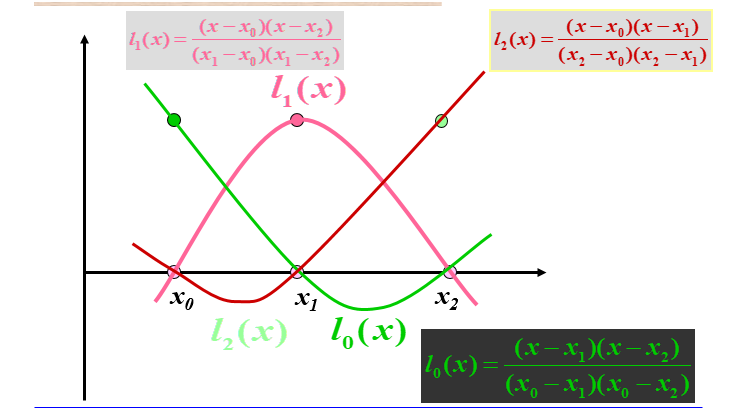 l₁(x) = (x − x₀)(x − x₂) / (x₁ − x₀)(x₁ − x₂)
l₂(x) = (x − x₀)(x − x₁) / (x₂ − x₀)(x₂ − x₁)
l₁(x)
x₀
x₁
x₂
l₂(x)
l₀(x)
l₀(x) = (x − x₁)(x − x₂) / (x₀ − x₁)(x₀ − x₂)